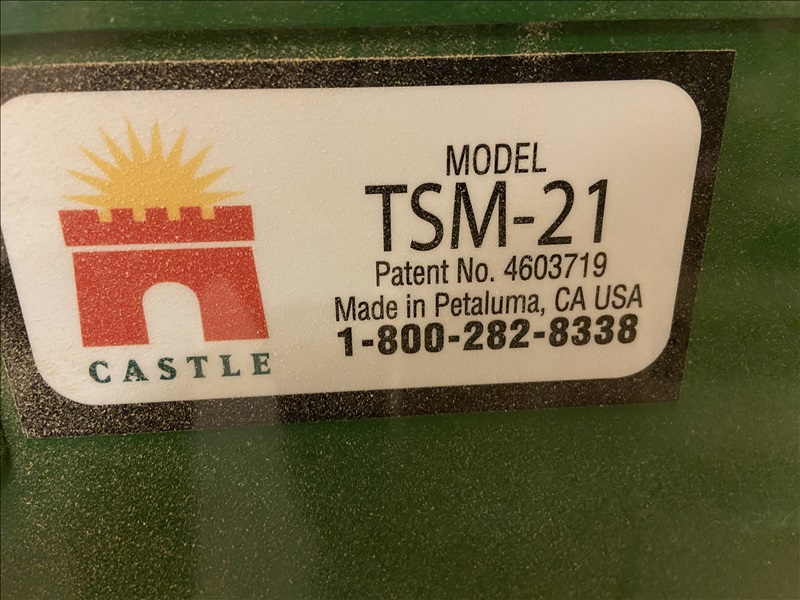 MODEL
TSM-21
Patent No. 4603719
Made in Petaluma, CA USA
1-800-282-8338
CASTLE